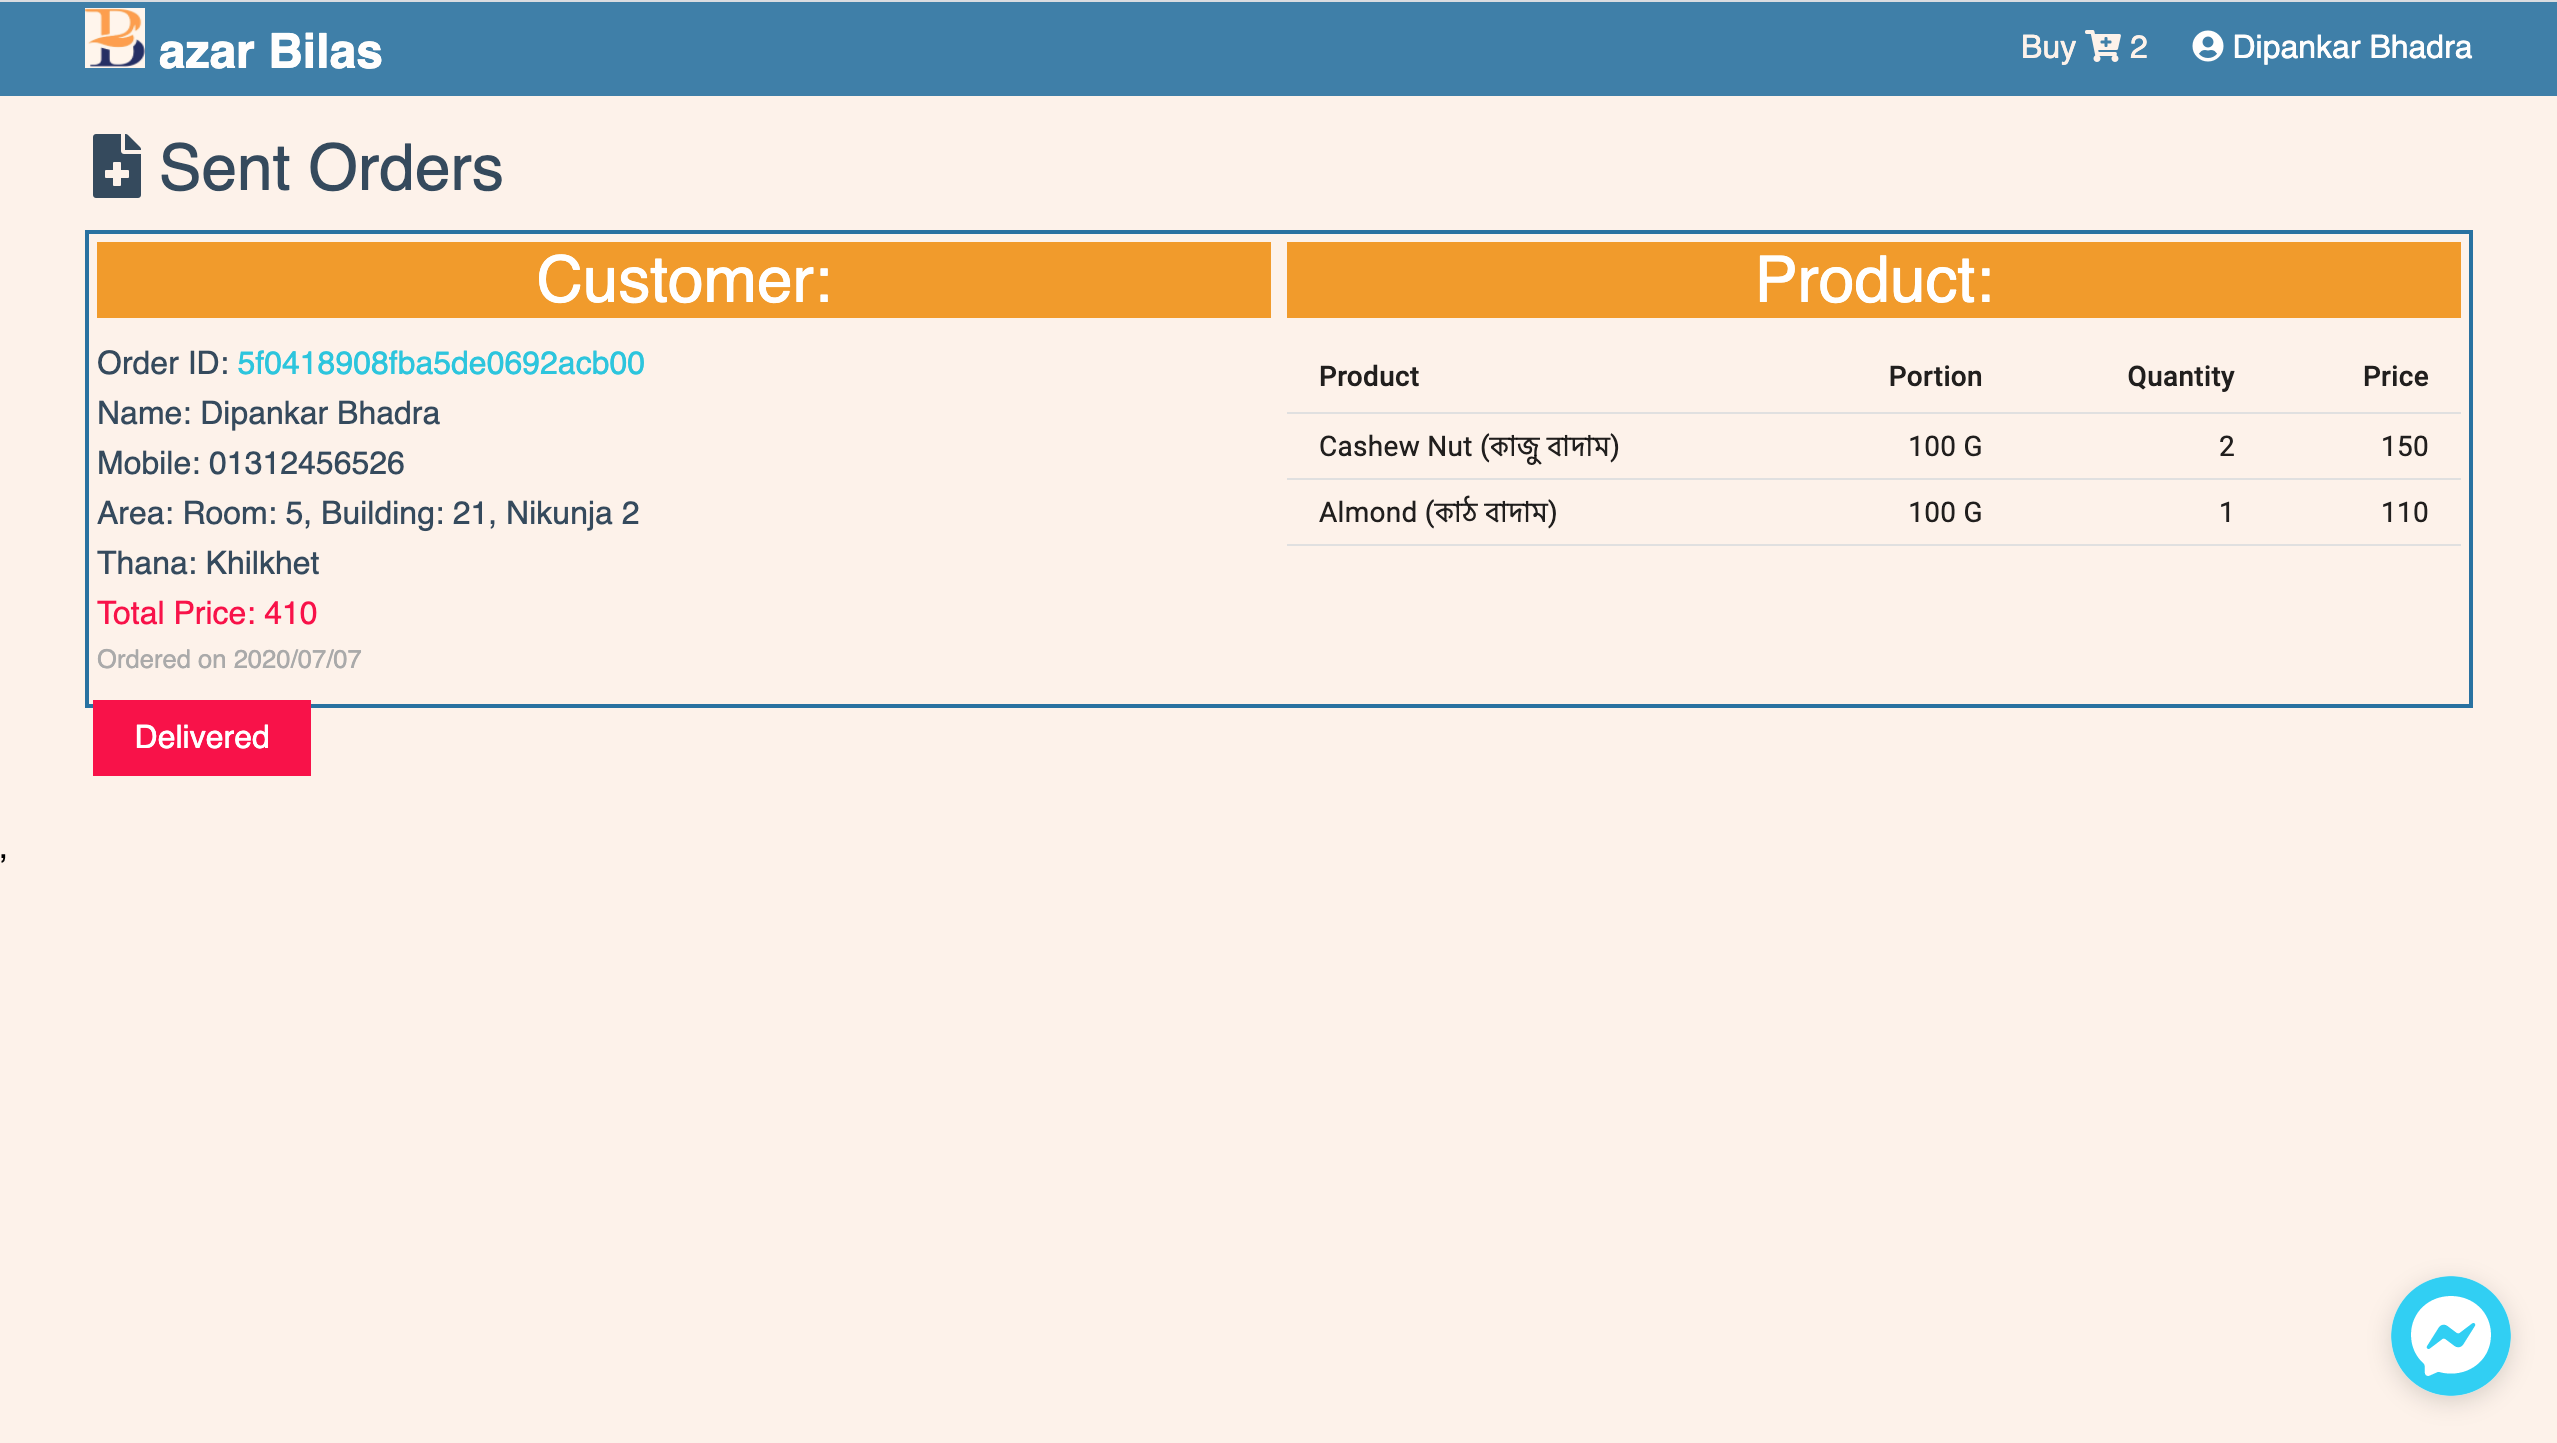 B azar Bilas
Buy 2 Dipankar Bhadra
Sent Orders
Customer:
Order ID: 5f0418908fba5de0692acb00
Name: Dipankar Bhadra
Mobile: 01312456526
Area: Room: 5, Building: 21, Nikunja 2
Thana: Khilkhet
Total Price: 410
Ordered on 2020/07/07
Delivered
Product:
Product Portion Quantity Price
Cashew Nut (কাজু বাদাম) 100 G 2 150
Almond (কাঠ বাদাম) 100 G 1 110
,